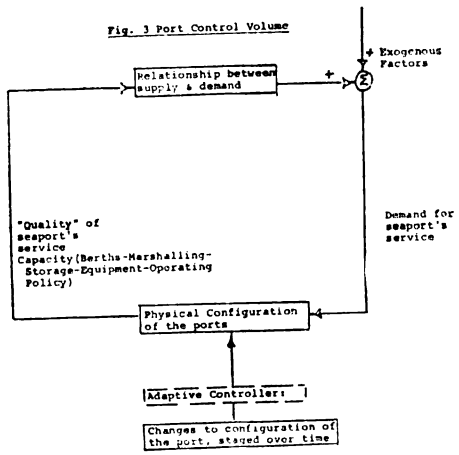 Fig. 3 Port Control Volume
+ Exogenous
Factors
Relationship between
supply & demand
+
Σ
"Quality" of
seaport's
service
Capacity(Berths-Marshalling-
Storage-Equipment-Oporating
Policy)
Demand for
seaport's
service
Physical Configuration
of the ports
Adaptive Controller:
Changes to configuration of
the port, staged over time